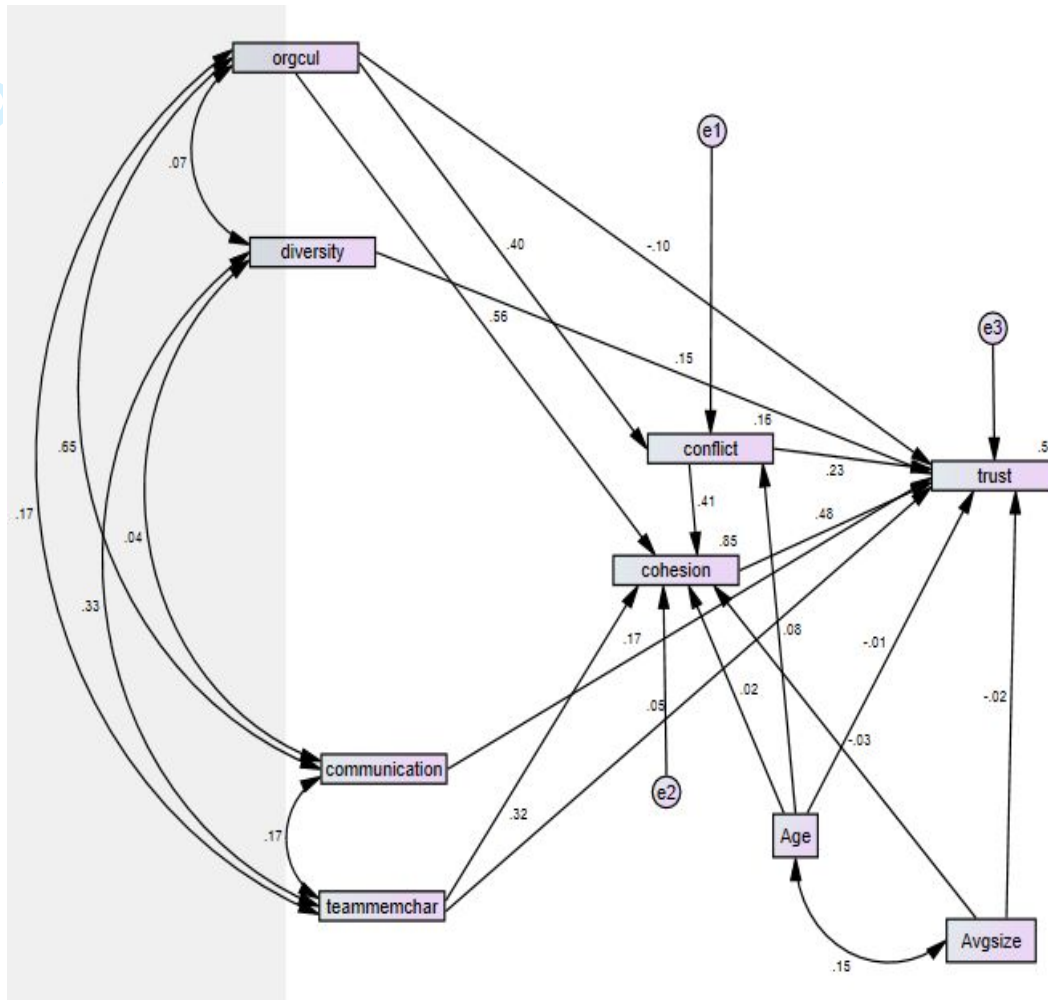 orgcul
e1
.07
.40
-.10
diversity
.56
e3
.15
.16
conflict
.5
.65
.23
trust
.17
.41
.48
.04
.85
cohesion
.33
.17
.08
-.01
.02
.05
-.02
-.03
communication
e2
.32
.17
Age
teammemchar
Avgsize
.15